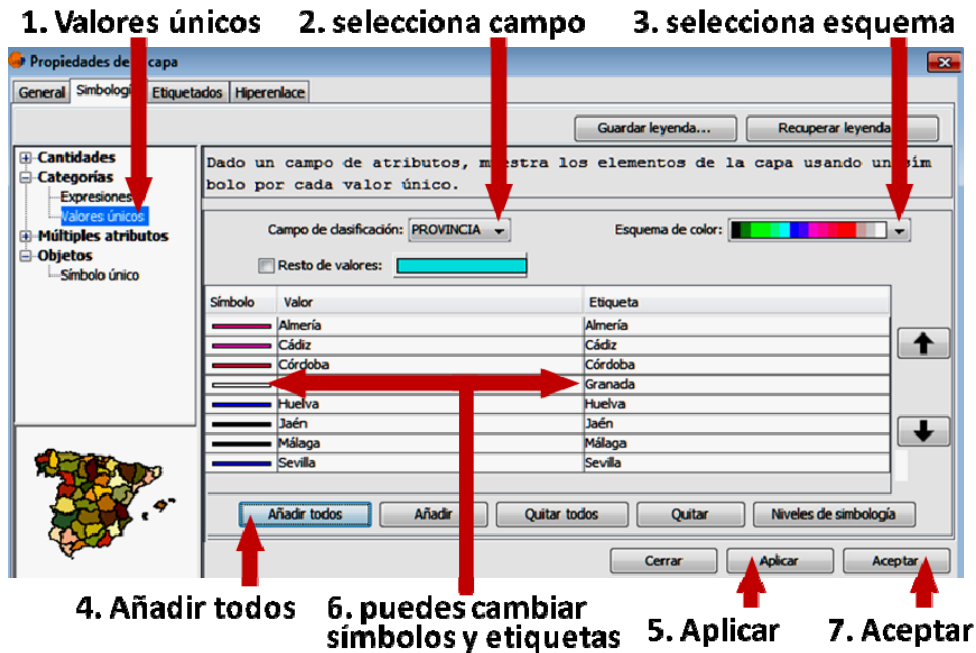 1. Valores únicos 2. selecciona campo 3. selecciona esquema
Propiedades de capa
General Simbología Etiquetados Hiperenlace
Guardar leyenda... Recuperar leyenda
Cantidades
Categorías
Expresiones
Valores únicos
Múltiples atributos
Objetos
Símbolo único
Dado un campo de atributos, muestra los elementos de la capa usando un sím
bolo por cada valor único.
Campo de clasificación: PROVINCIA Esquema de color:
Resto de valores:
Símbolo Valor Etiqueta
Almería Almería
Cádiz Cádiz
Córdoba Córdoba
Granada
Huelva Huelva
Jaén Jaén
Málaga Málaga
Sevilla Sevilla
Añadir todos Añadir Quitar todos Quitar Niveles de simbología
Cerrar Aplicar Aceptar
4. Añadir todos 6. puedes cambiar
símbolos y etiquetas 5. Aplicar 7. Aceptar